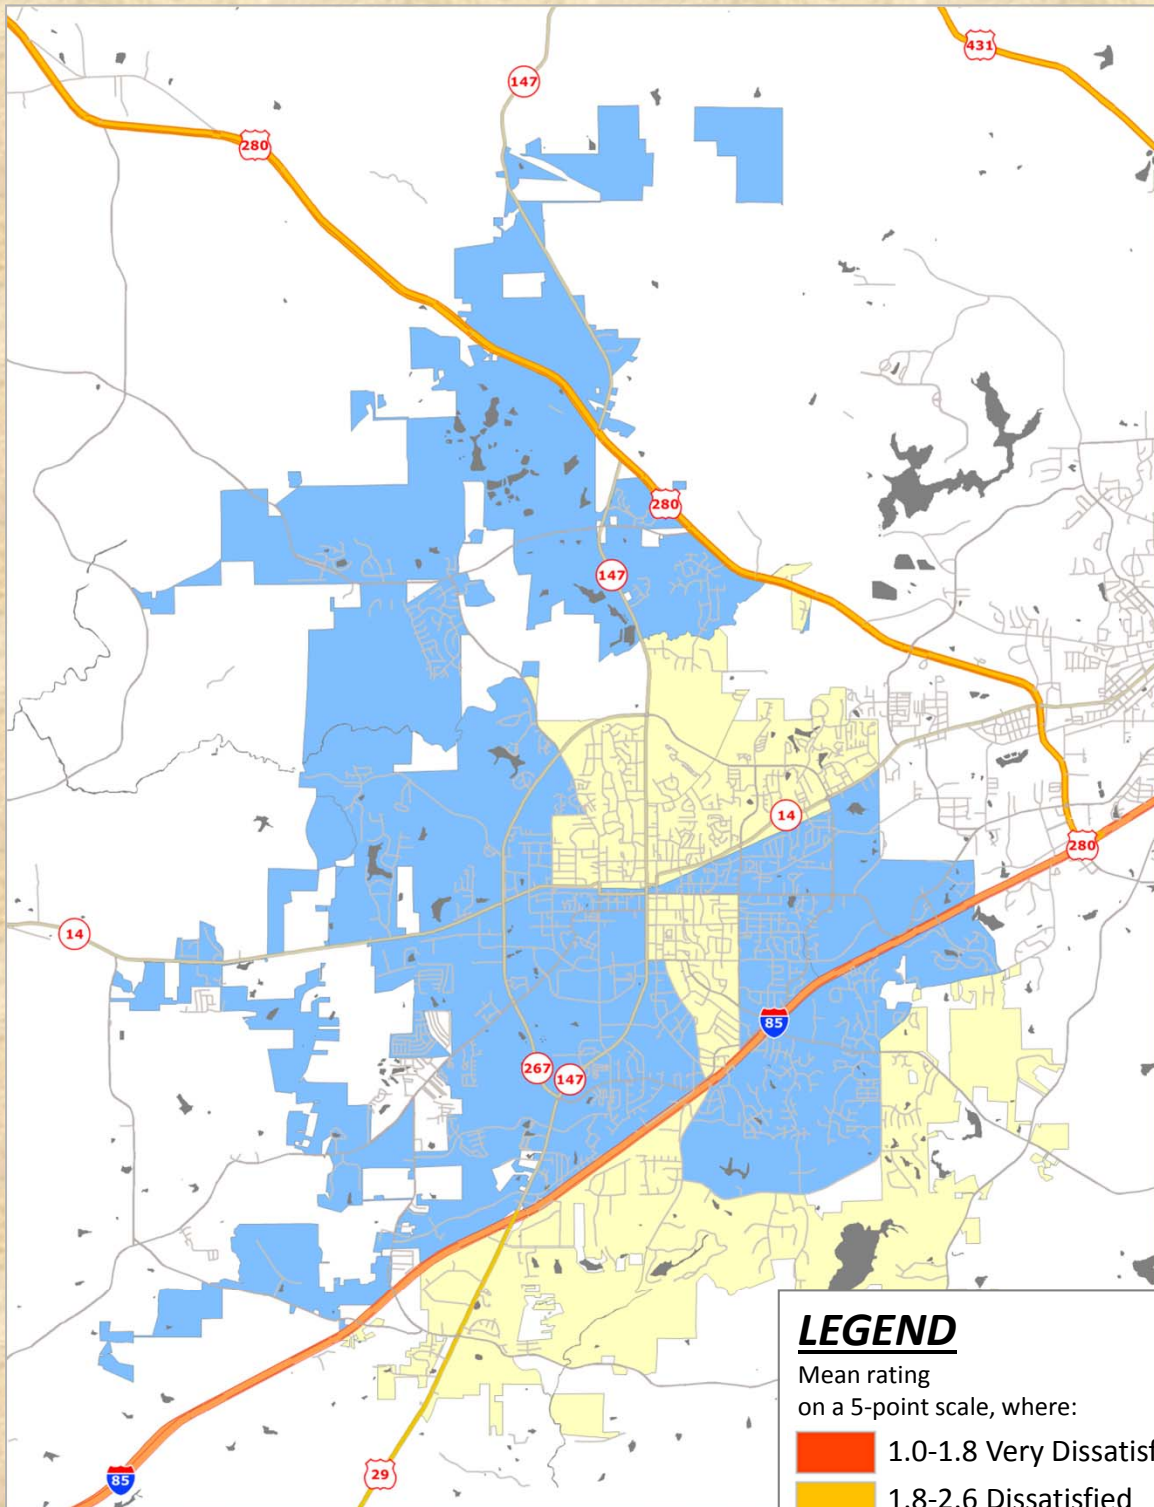 431
147
280
280
147
14
280
14
85
267
147
29
85
LEGEND
Mean rating
on a 5-point scale, where:
1.0-1.8 Very Dissatisf
1.8-2.6 Dissatisfied